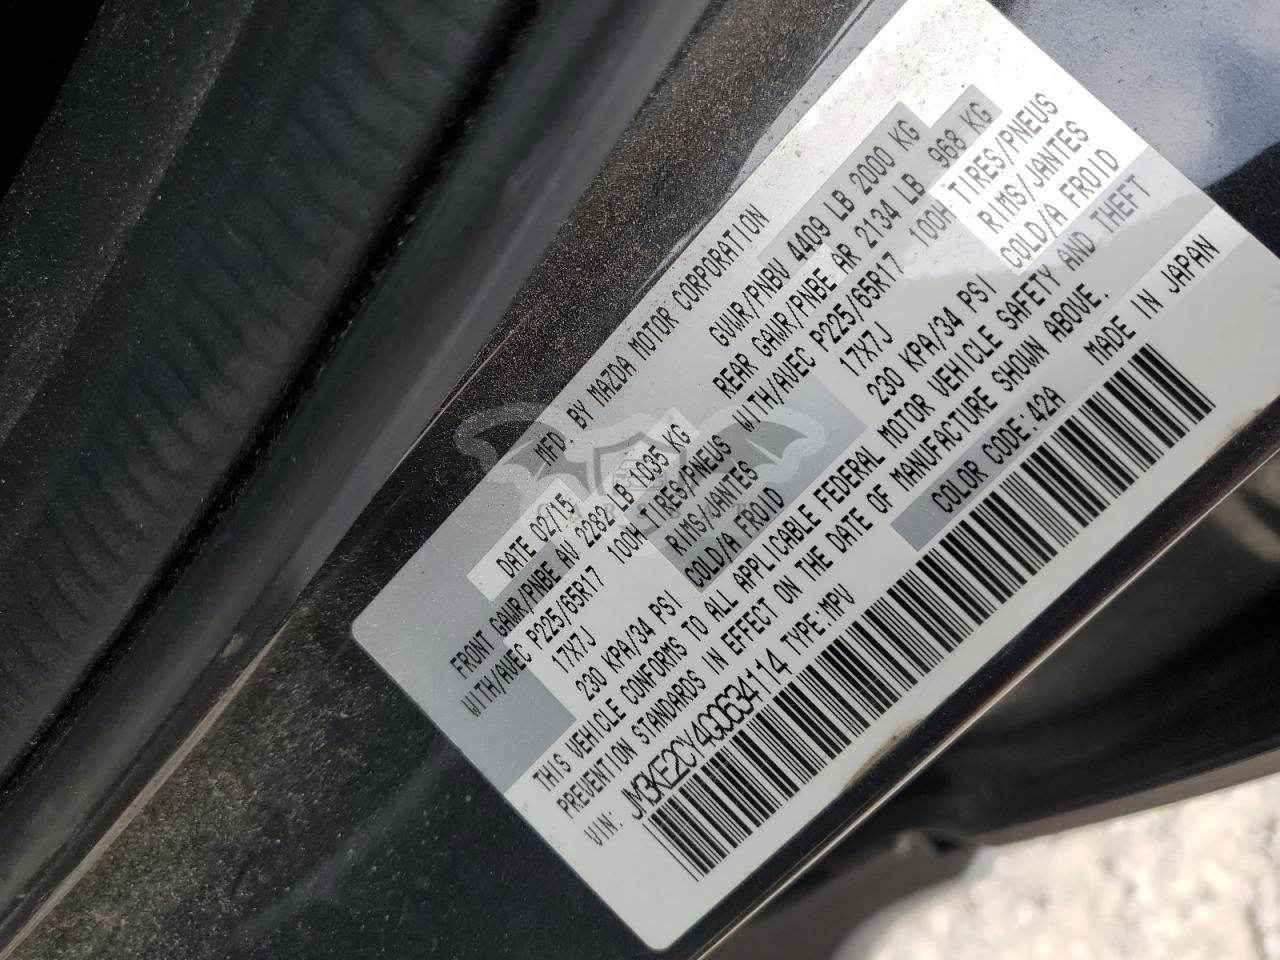 MFD BY MAZDA MOTOR CORPORATION
DATE 02/15 GVWR/PNBV 4409 LB 2000 KG
FRONT GAWR/PNBE AV 2282 LB 1035 KG REAR GAWR/PNBE AR 2134 LB 968 KG
WITH/AVEC P225/65R17 100H TIRES/PNEUS WITH/AVEC P225/65R17 100H TIRES/PNEUS
17X7J RIMS/JANTES 17X7J RIMS/JANTES
230 KPA/34 PSI COLD/A FROID 230 KPA/34 PSI COLD/A FROID
THIS VEHICLE CONFORMS TO ALL APPLICABLE FEDERAL MOTOR VEHICLE SAFETY AND THEFT
PREVENTION STANDARDS IN EFFECT ON THE DATE OF MANUFACTURE SHOWN ABOVE.
VIN: JM3KE2CY4G0634114 TYPE:MPV COLOR CODE:42A MADE IN JAPAN